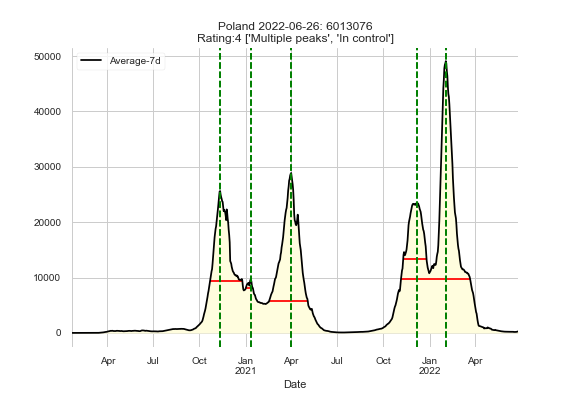 Poland 2022-06-26: 6013076
Rating:4 ['Multiple peaks', 'In control']
Average-7d
50000
40000
30000
20000
10000
0
Apr Jul Oct Jan Apr Jul Oct Jan Apr
2021 2022
Date